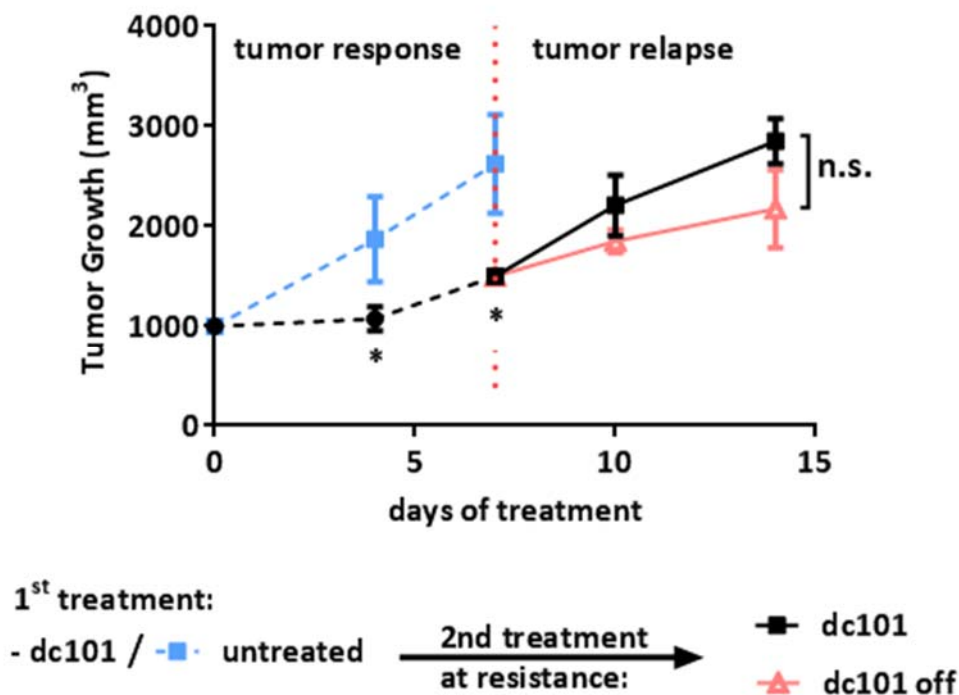 4000
tumor response
tumor relapse
3000
n.s.
2000
1000
*
*
0
Tumor Growth (mm³)
0 5 10 15
days of treatment
1st treatment:
- dc101 / untreated
2nd treatment
at resistance:
dc101
dc101 off